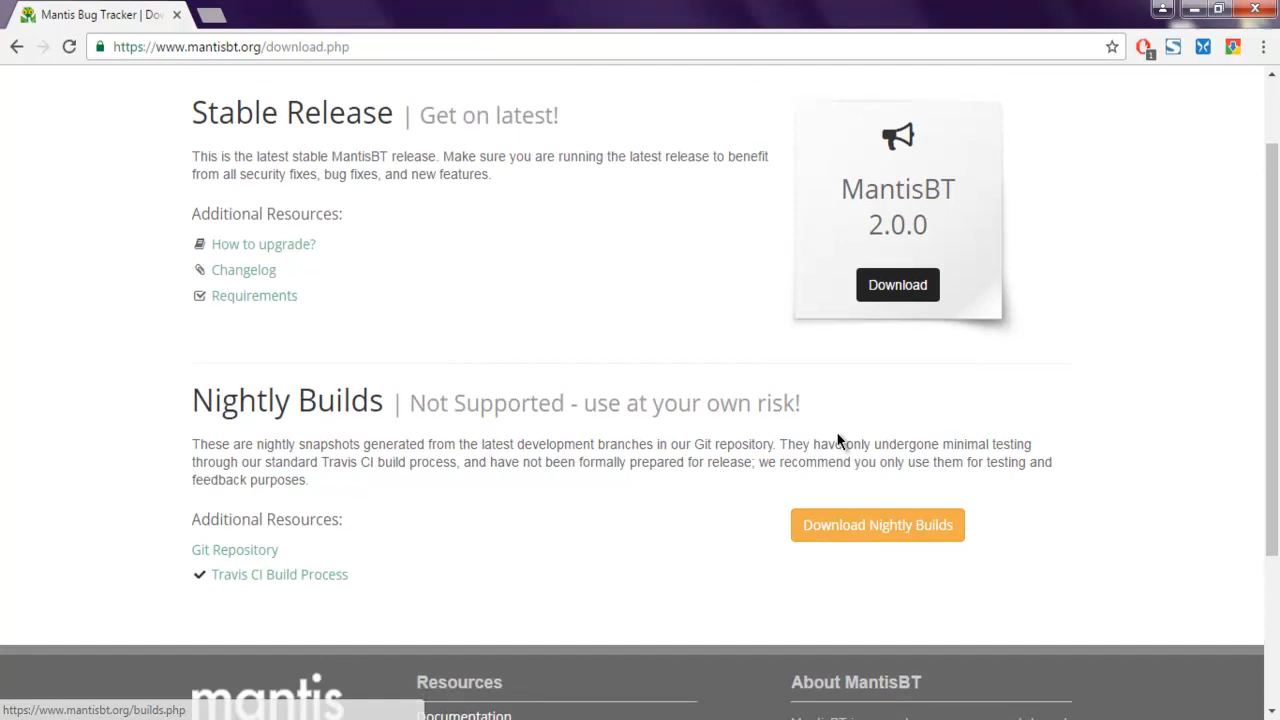 Mantis Bug Tracker | Do
https://www.mantisbt.org/download.php
1
Stable Release | Get on latest!
This is the latest stable MantisBT release. Make sure you are running the latest release to benefit
from all security fixes, bug fixes, and new features.
Additional Resources:
How to upgrade?
Changelog
Requirements
MantisBT
2.0.0
Download
Nightly Builds | Not Supported - use at your own risk!
These are nightly snapshots generated from the latest development branches in our Git repository. They have only undergone minimal testing
through our standard Travis CI build process, and have not been formally prepared for release; we recommend you only use them for testing and
feedback purposes.
Additional Resources:
Git Repository
Travis CI Build Process
Download Nightly Builds
mantis
Resources
Documentation
About MantisBT
https://www.mantisbt.org/builds.php